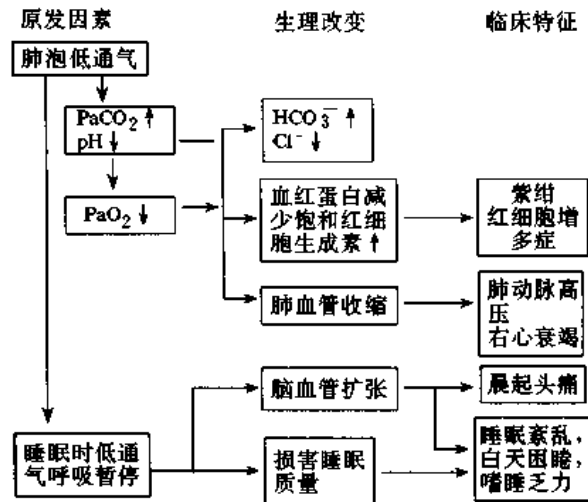 原发因素 生理改变 临床特征
肺泡低通气
PaCO₂↑
pH↓
HCO₃⁻↑
Cl⁻↓
PaO₂↓
血红蛋白减
少饱和红细
胞生成素↑
紫绀
红细胞增
多症
肺血管收缩
肺动脉高
压
右心衰竭
脑血管扩张
晨起头痛
睡眠时低通
气呼吸暂停
损害睡眠
质量
睡眠紊乱,
白天困睡,
嗜睡乏力